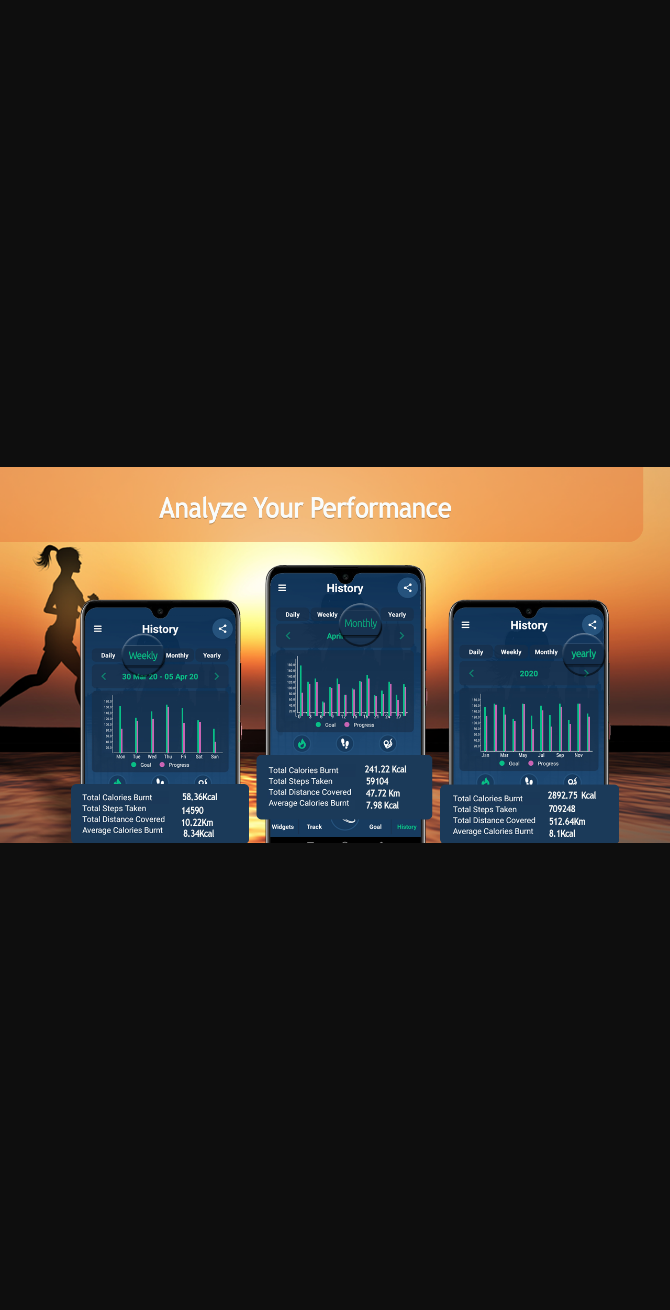 Analyze Your Performance
History
Daily Weekly Monthly Yearly
30 Mar 20 - 05 Apr 20
Mon Tue Wed Thu Fri Sat Sun
Goal Progress
Total Calories Burnt 58,36Kcal
Total Steps Taken 14590
Total Distance Covered 10.22Km
Average Calories Burnt 8.34Kcal
History
Daily Weekly Monthly Yearly
Goal Progress
Total Calories Burnt 241.22 Kcal
Total Steps Taken 59104
Total Distance Covered 47.72 Km
Average Calories Burnt 7.98 Kcal
Widgets Track Goal History
History
Daily Weekly Monthly yearly
2020
Jan Mar May Jul Sep Nov
Goal Progress
Total Calories Burnt 2892.75 Kcal
Total Steps Taken 709248
Total Distance Covered 512.64Km
Average Calories Burnt 8.1Kcal